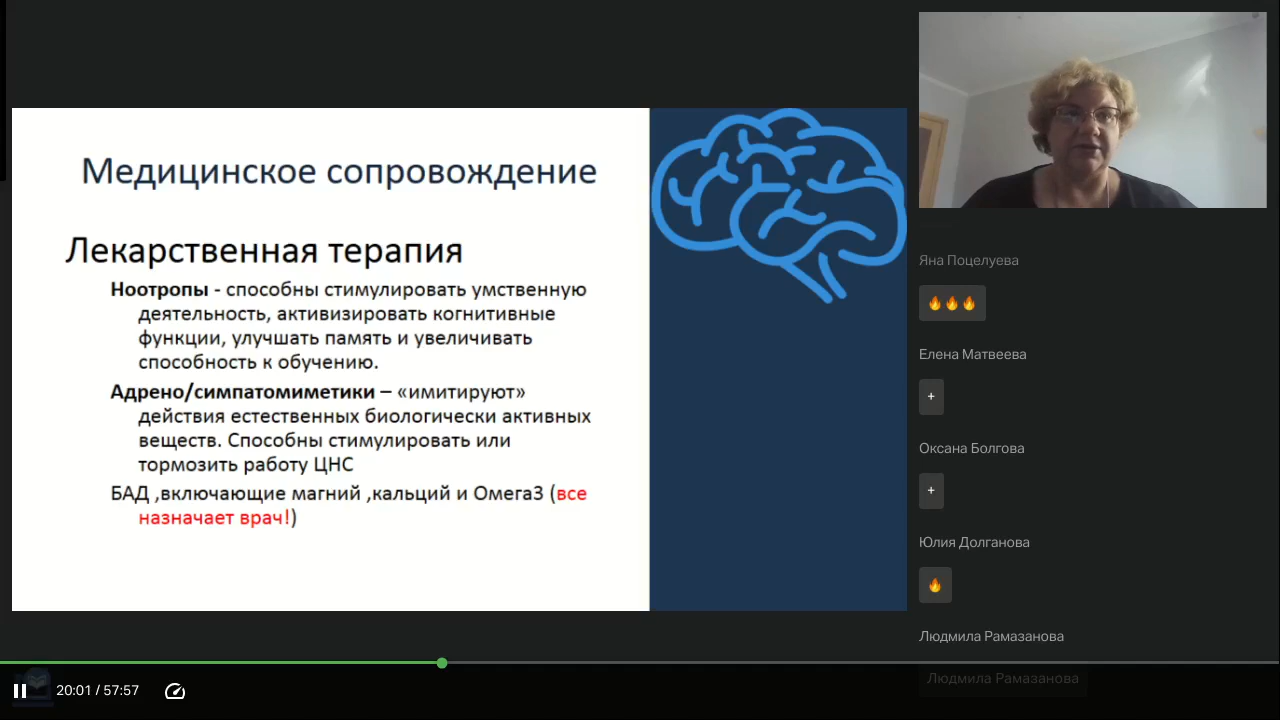 Медицинское сопровождение
Лекарственная терапия
Ноотропы - способны стимулировать умственную
деятельность, активизировать когнитивные
функции, улучшать память и увеличивать
способность к обучению.
Адрено/симпатомиметики – «имитируют»
действия естественных биологически активных
веществ. Способны стимулировать или
тормозить работу ЦНС
БАД ,включающие магний ,кальций и Омега3 (все
назначает врач!)
Яна Поцелуева
🔥🔥🔥
Елена Матвеева
+
Оксана Болгова
+
Юлия Долганова
🔥
Людмила Рамазанова
Людмила Рамазанова
20:01 / 57:57